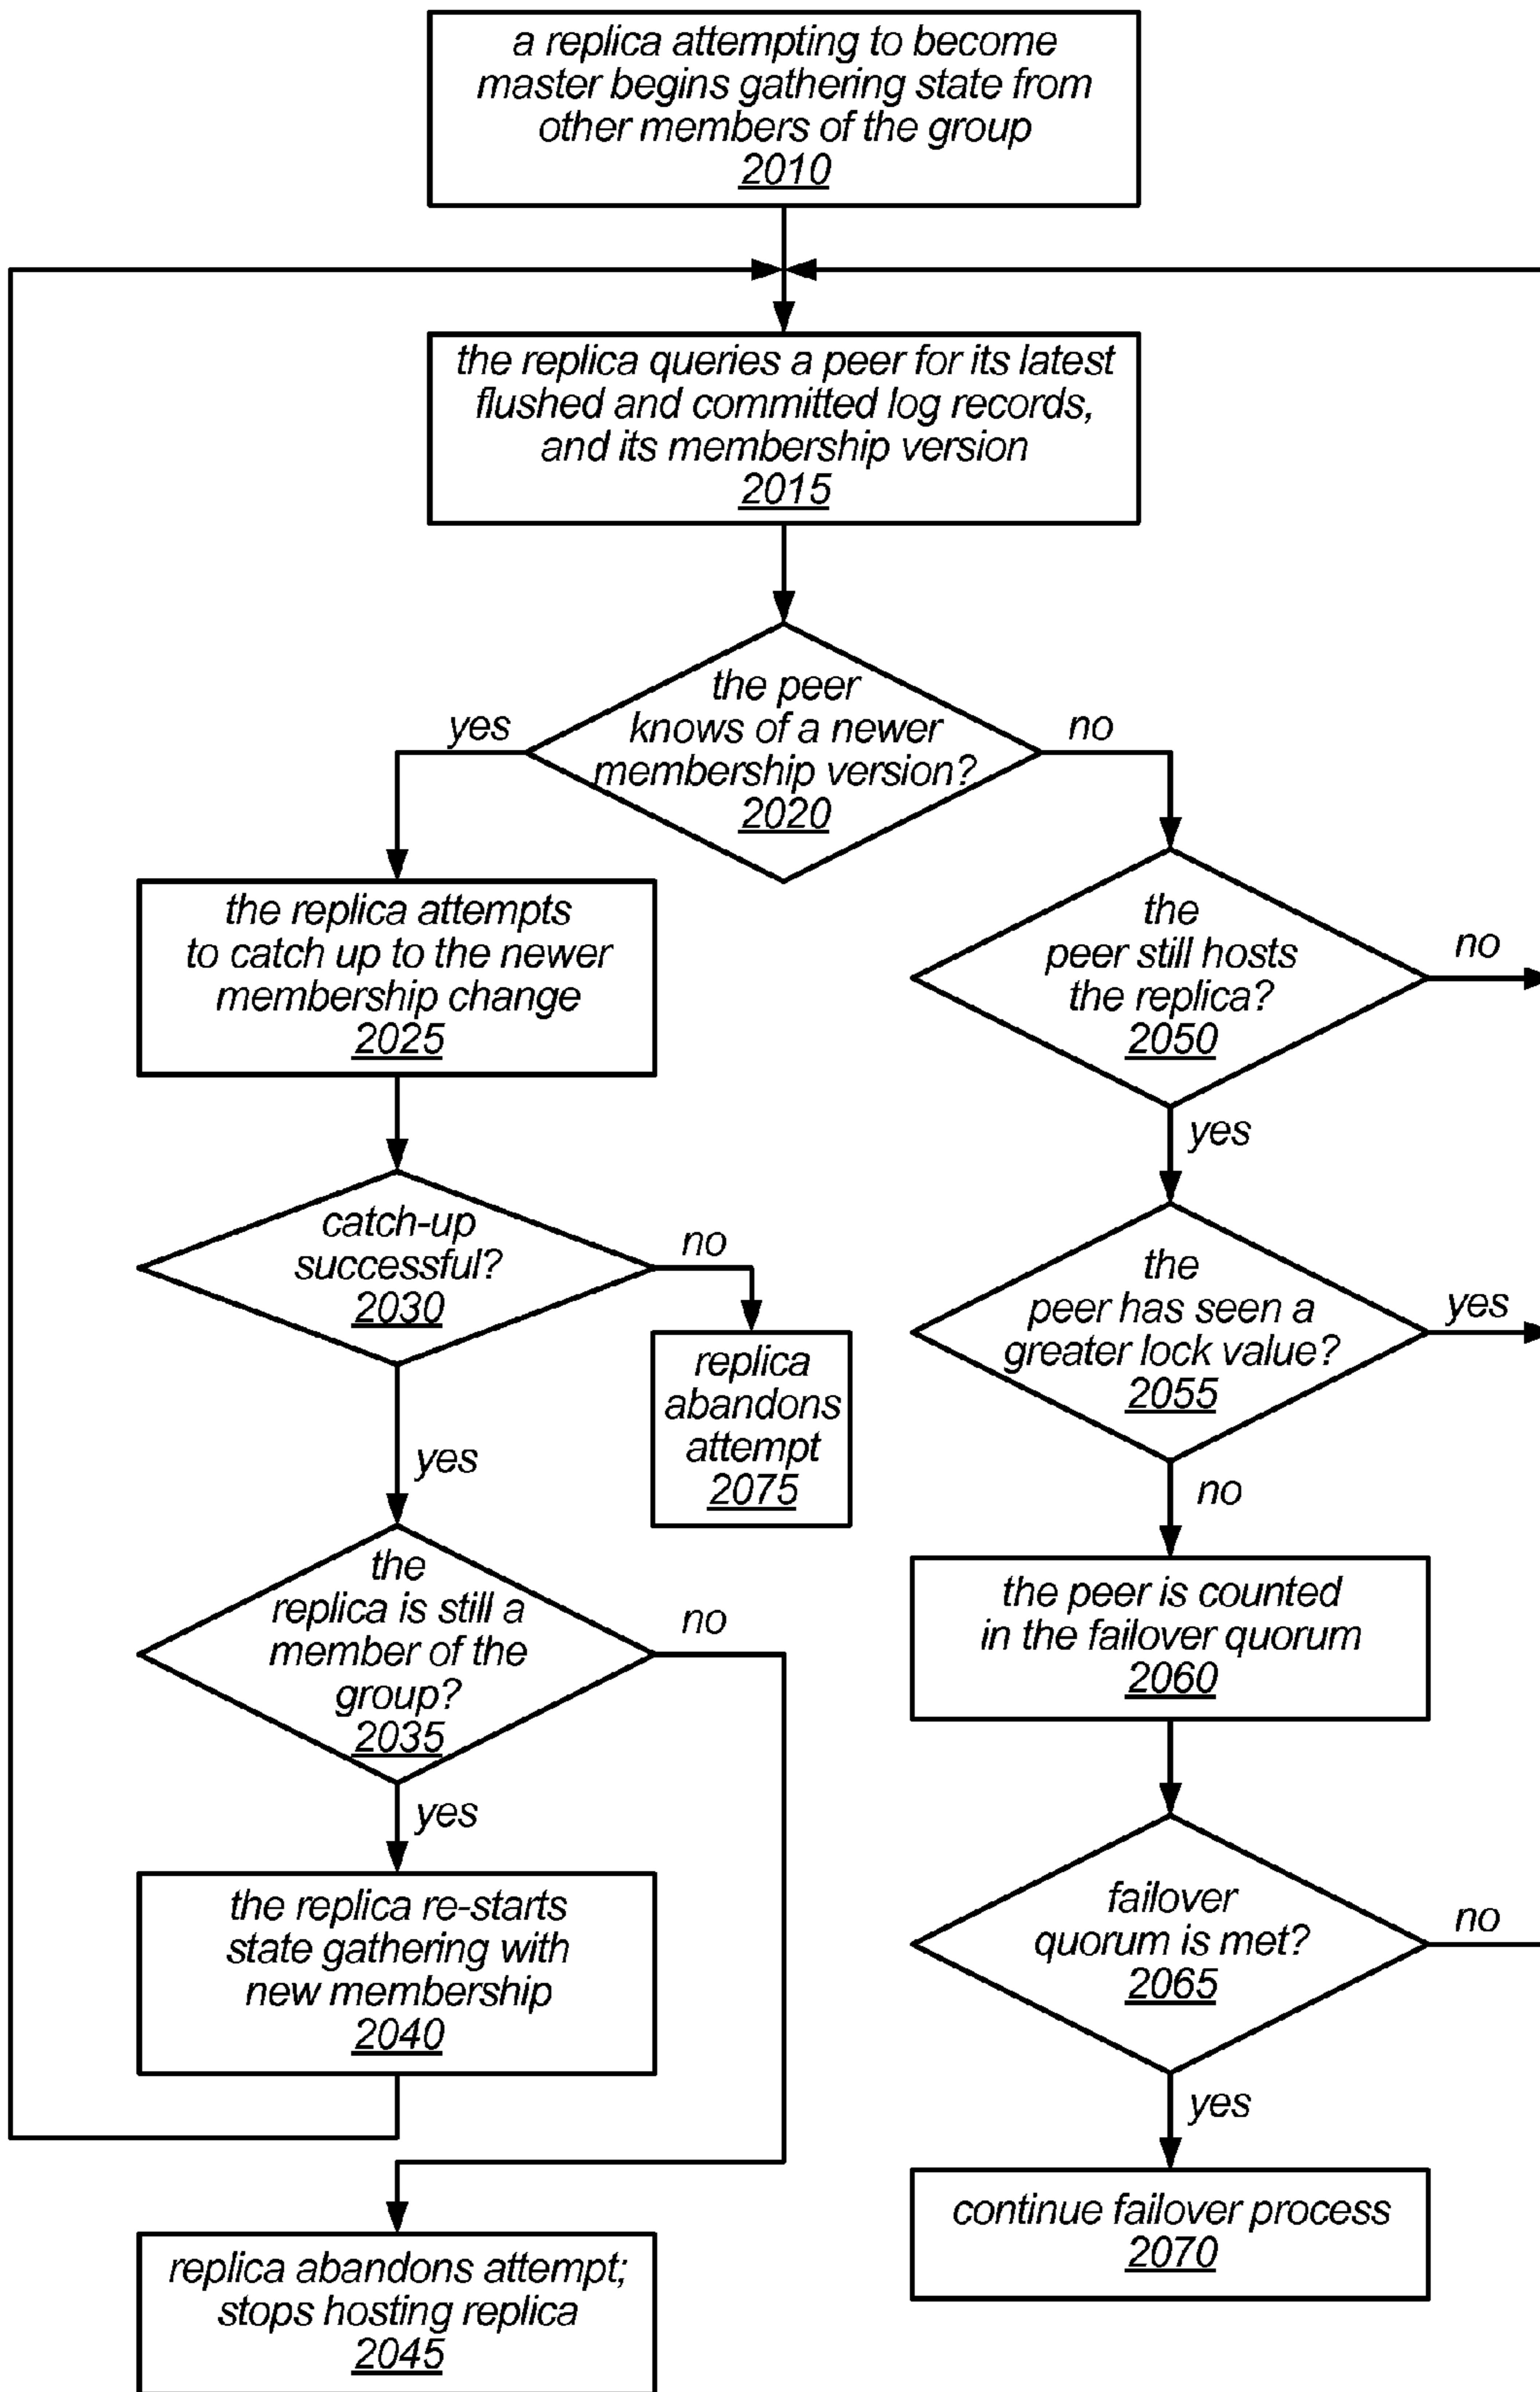 a replica attempting to become
master begins gathering state from
other members of the group
2010
the replica queries a peer for its latest
flushed and committed log records,
and its membership version
2015
the peer
knows of a newer
membership version?
2020
yes
no
the replica attempts
to catch up to the newer
membership change
2025
the
peer still hosts
the replica?
2050
no
yes
catch-up
successful?
2030
no
yes
replica
abandons
attempt
2075
the
peer has seen a
greater lock value?
2055
yes
no
the
replica is still a
member of the
group?
2035
no
yes
the peer is counted
in the failover quorum
2060
the replica re-starts
state gathering with
new membership
2040
failover
quorum is met?
2065
no
yes
replica abandons attempt;
stops hosting replica
2045
continue failover process
2070